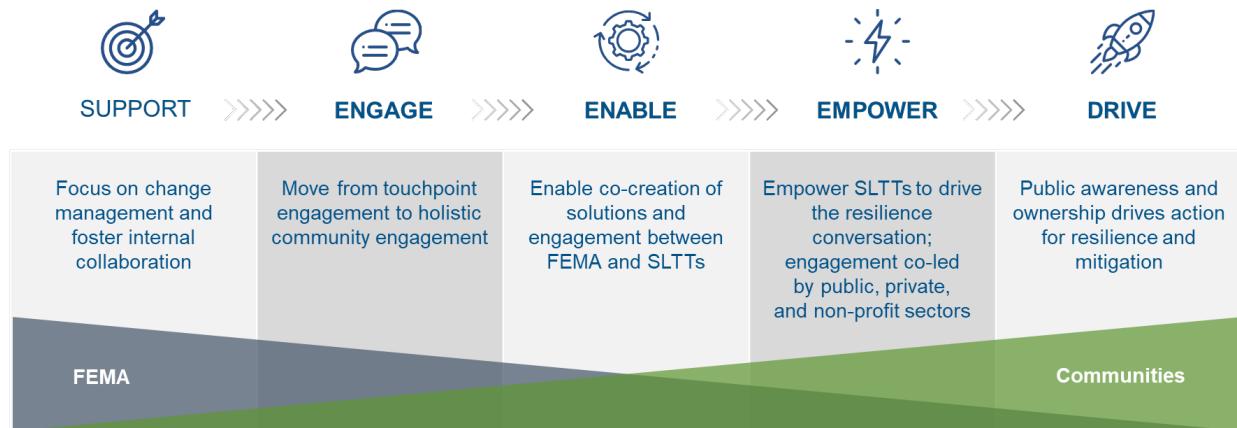 SUPPORT
ENGAGE
ENABLE
EMPOWER
DRIVE
Focus on change
management and
foster internal
collaboration
Move from touchpoint
engagement to holistic
community engagement
Enable co-creation of
solutions and
engagement between
FEMA and SLTTs
Empower SLTTs to drive
the resilience
conversation;
engagement co-led
by public, private,
and non-profit sectors
Public awareness and
ownership drives action
for resilience and
mitigation
FEMA
Communities